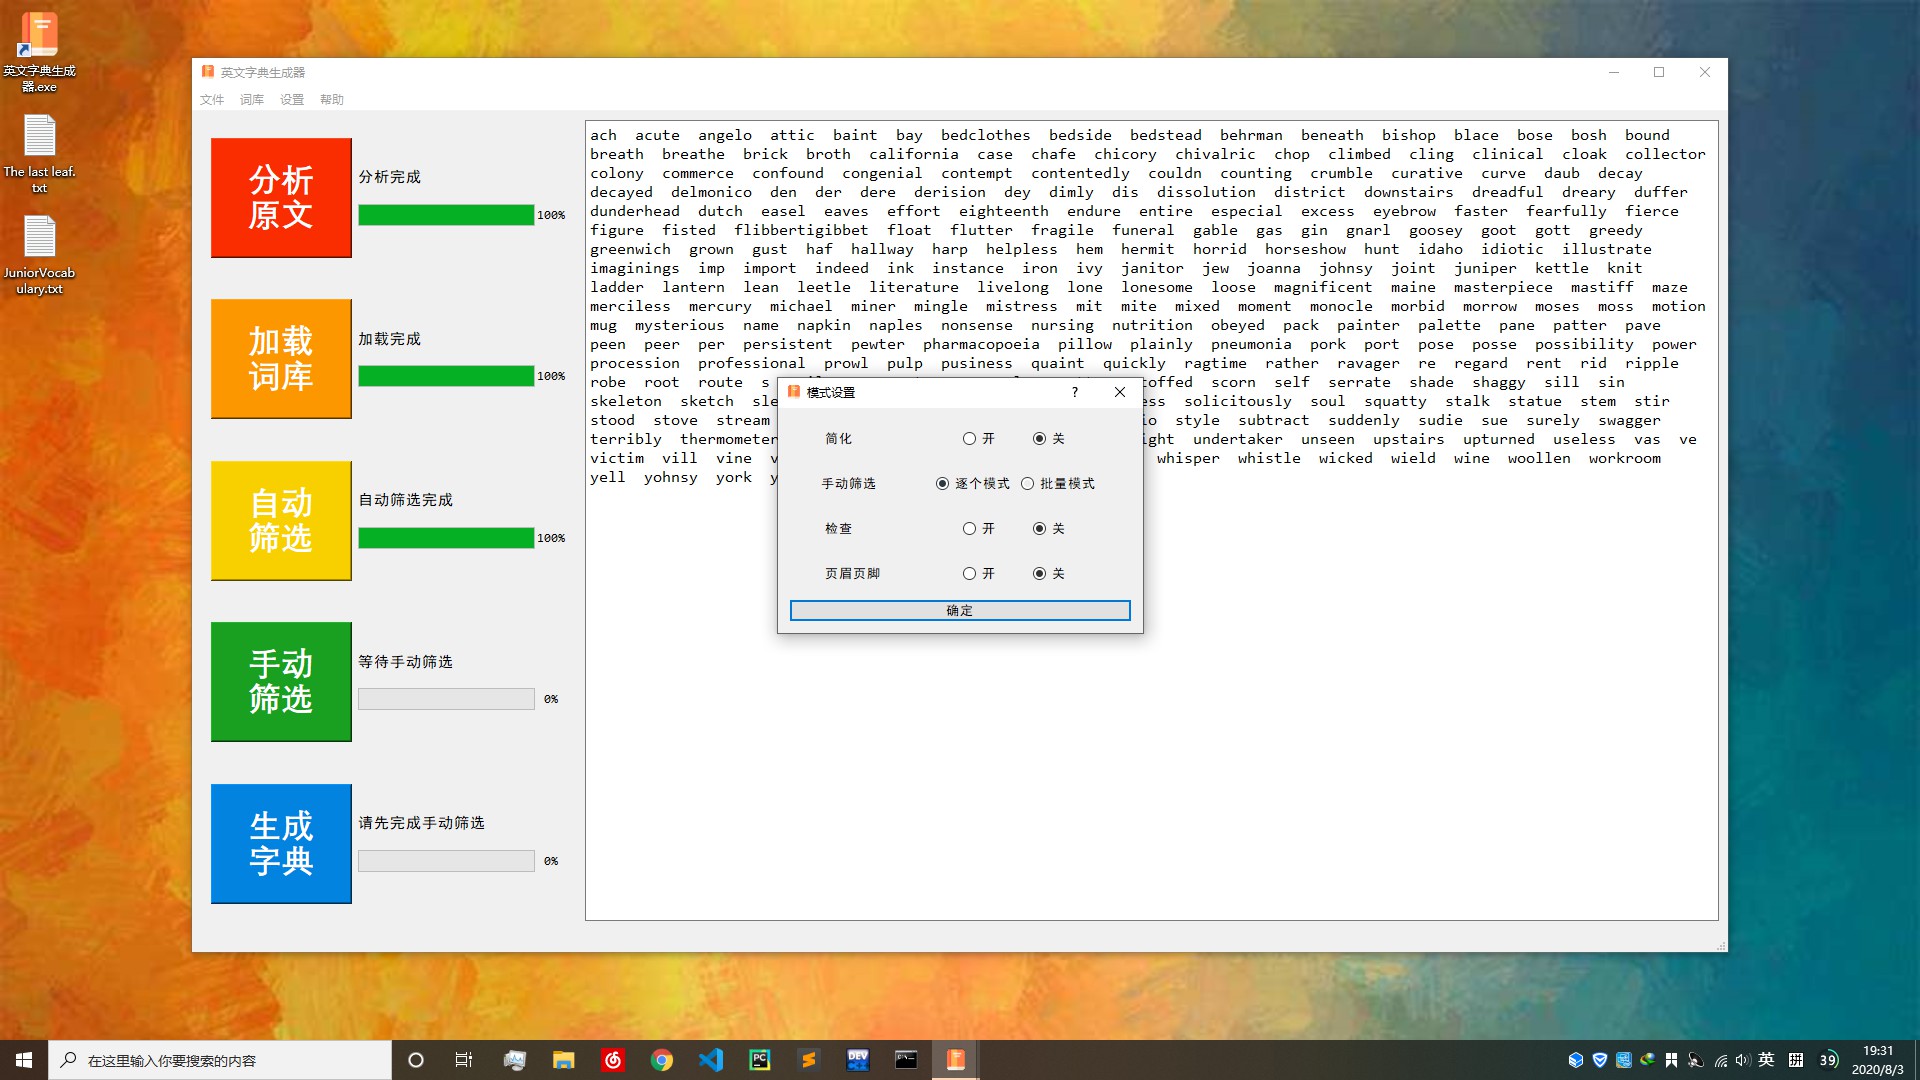 英文字典生成
器.exe
The last leaf.
txt
JuniorVocab
ulary.txt
英文字典生成器
文件 词库 设置 帮助
分析
原文
分析完成
100%
加载
词库
加载完成
100%
自动
筛选
自动筛选完成
100%
手动
筛选
等待手动筛选
0%
生成
字典
请先完成手动筛选
0%
ach acute angelo attic baint bay bedclothes bedside bedstead behrman beneath bishop blace bose bosh bound
breath breathe brick broth california case chafe chicory chivalric chop climbed cling clinical cloak collector
colony commerce confound congenial contempt contentedly couldn counting crumble curative curve daub decay
decayed delmonico den der dere derision dey dimly dis dissolution district downstairs dreadful dreary duffer
dunderhead dutch easel eaves effort eighteenth endure entire especial excess eyebrow faster fearfully fierce
figure fisted flibbertigibbet float flutter fragile funeral gable gas gin gnarl goosey goot gott greedy
greenwich grown gust haf hallway harp helpless hem hermit horrid horseshow hunt idaho idiotic illustrate
imaginings imp import indeed ink instance iron ivy janitor jew joanna johnsy joint juniper kettle knit
ladder lantern lean leetle literature livelong lone lonesome loose magnificent maine masterpiece mastiff maze
merciless mercury michael miner mingle mistress mit mite mixed moment monocle morbid morrow moses moss motion
mug mysterious name napkin naples nonsense nursing nutrition obeyed pack painter palette pane patter pave
peen peer per persistent pewter pharmacopoeia pillow plainly pneumonia pork port pose posse possibility power
procession professional prowl pulp pusiness quaint quickly ragtime rather ravager re regard rent rid ripple
robe root route s offed scorn self serrate shade shaggy sill sin
skeleton sketch sle ss solicitously soul squatty stalk statue stem stir
stood stove stream io style subtract suddenly sudie sue surely swagger
terribly thermometer ght undertaker unseen upstairs upturned useless vas ve
victim vill vine whisper whistle wicked wield wine woollen workroom
yell yohnsy york
模式设置 ?
简化 开 关
手动筛选 逐个模式 批量模式
检查 开 关
页眉页脚 开 关
确定
在这里输入你要搜索的内容
PC
DEV
英
拼
39
19:31
2020/8/3